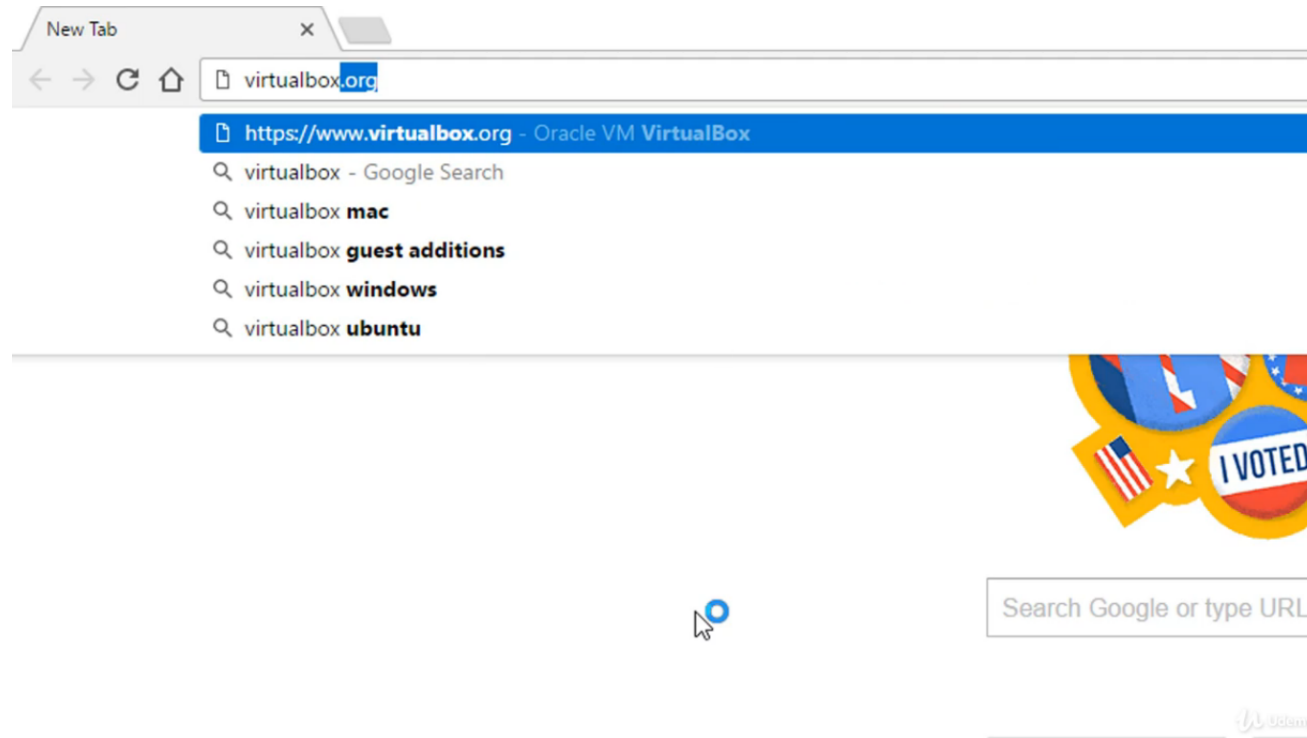 New Tab
virtualbox.org
https://www.virtualbox.org - Oracle VM VirtualBox
virtualbox - Google Search
virtualbox mac
virtualbox guest additions
virtualbox windows
virtualbox ubuntu
I VOTED
Search Google or type URL